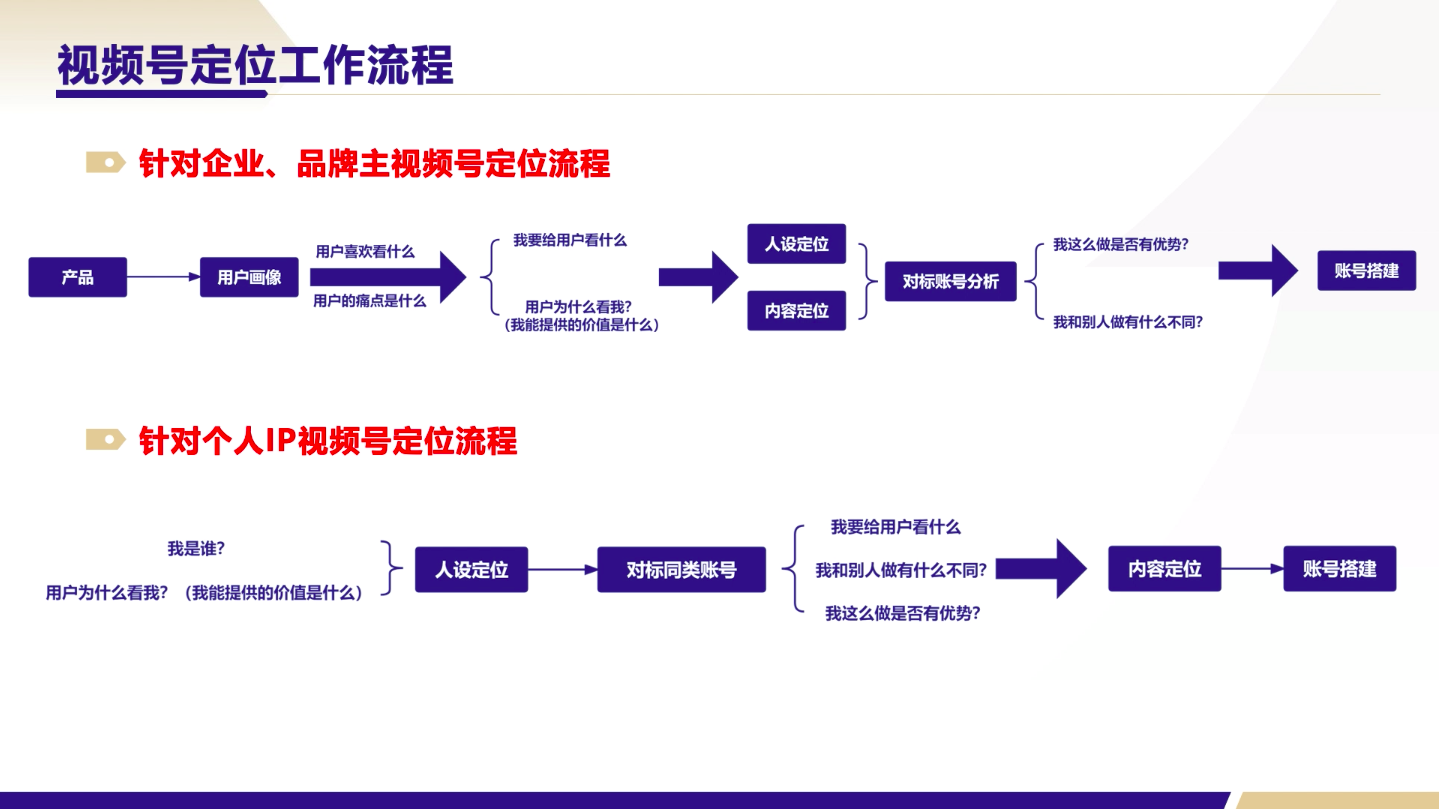 视频号定位工作流程
针对企业、品牌主视频号定位流程
产品
用户画像
用户喜欢看什么
用户的痛点是什么
我要给用户看什么
用户为什么看我?
（我能提供的价值是什么）
人设定位
内容定位
对标账号分析
我这么做是否有优势?
我和别人做有什么不同?
账号搭建
针对个人IP视频号定位流程
我是谁?
用户为什么看我? （我能提供的价值是什么）
人设定位
对标同类账号
我要给用户看什么
我和别人做有什么不同?
我这么做是否有优势?
内容定位
账号搭建